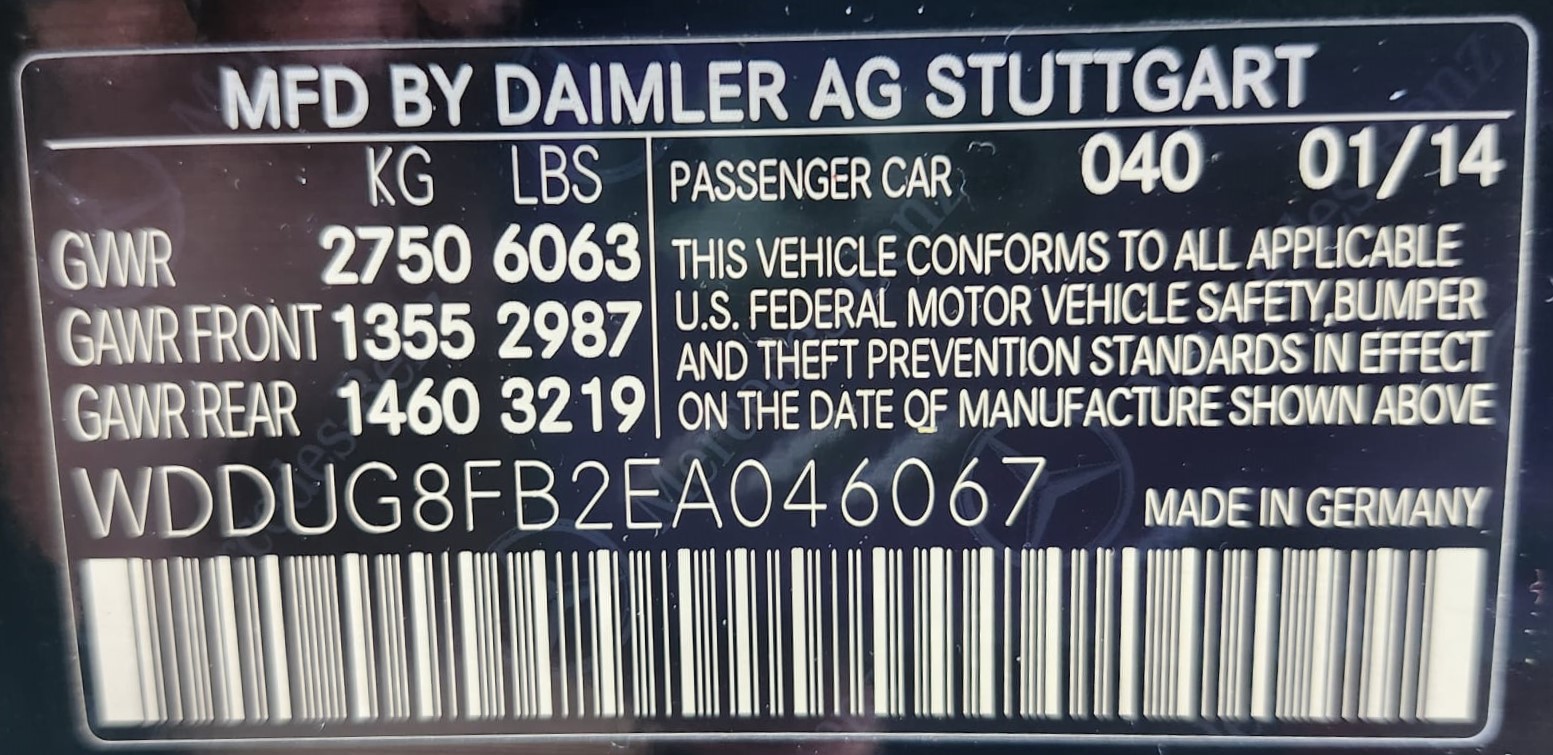 MFD BY DAIMLER AG STUTTGART
KG LBS
GVWR 2750 6063
GAWR FRONT 1355 2987
GAWR REAR 1460 3219
PASSENGER CAR 040 01/14
THIS VEHICLE CONFORMS TO ALL APPLICABLE
U.S. FEDERAL MOTOR VEHICLE SAFETY,BUMPER
AND THEFT PREVENTION STANDARDS IN EFFECT
ON THE DATE OF MANUFACTURE SHOWN ABOVE
WDDUG8FB2EA046067 MADE IN GERMANY